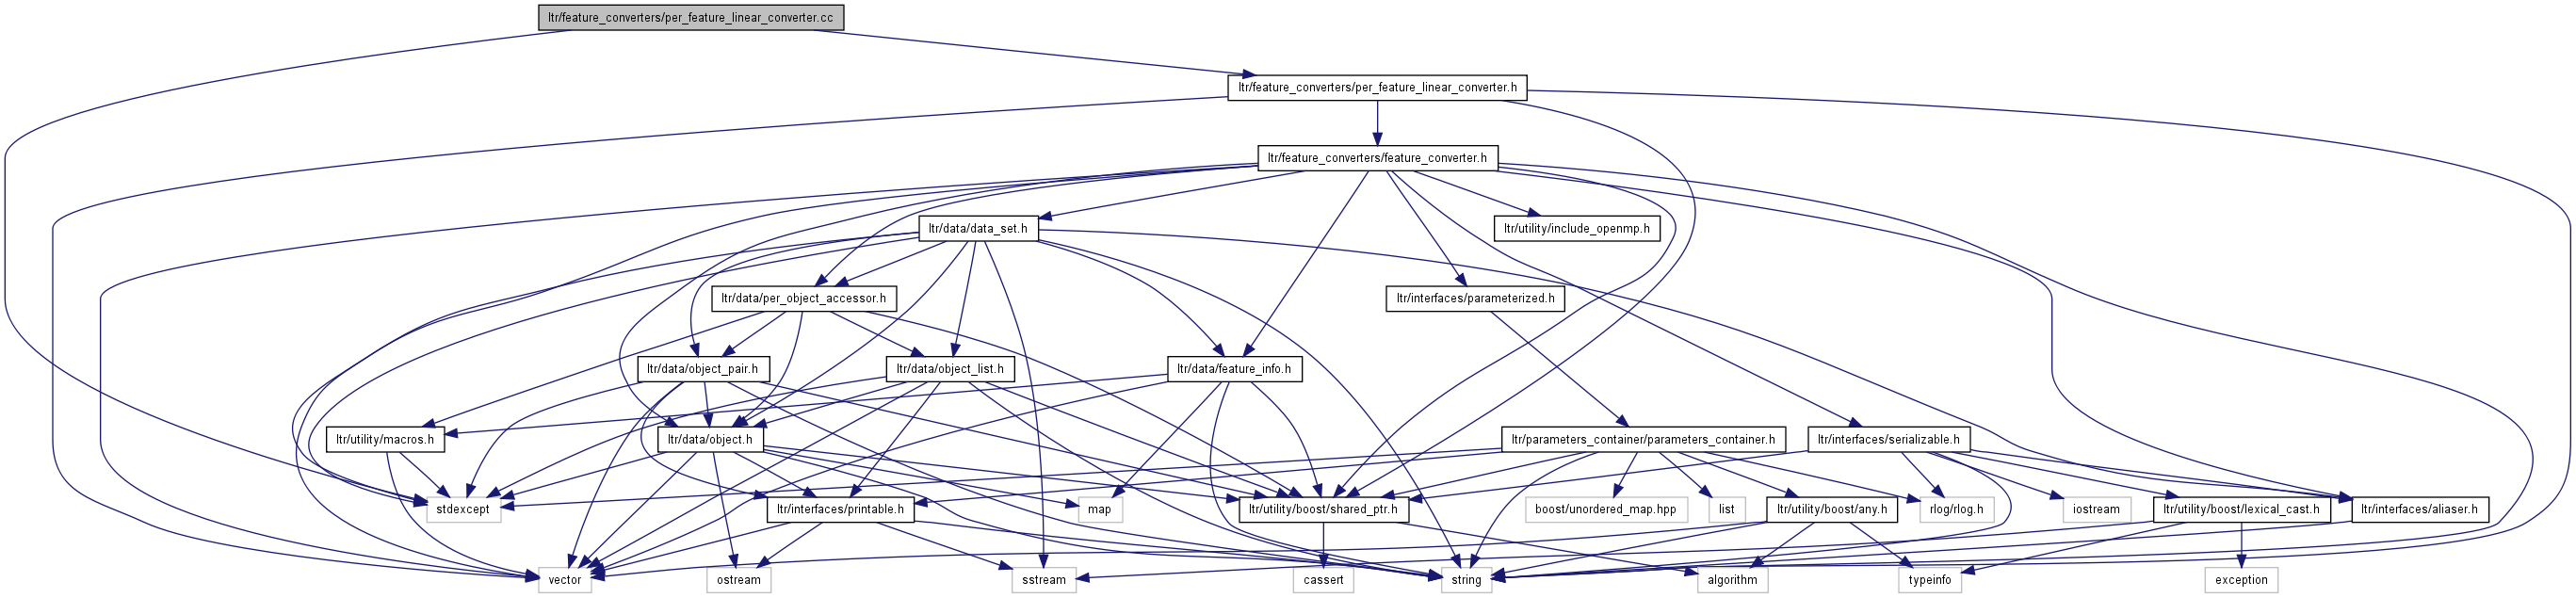 ltr/feature_converters/per_feature_linear_converter.cc
ltr/feature_converters/per_feature_linear_converter.h
ltr/feature_converters/feature_converter.h
ltr/data/data_set.h
ltr/utility/include_openmp.h
ltr/data/per_object_accessor.h
ltr/interfaces/parameterized.h
ltr/data/object_pair.h
ltr/data/object_list.h
ltr/data/feature_info.h
ltr/utility/macros.h
ltr/data/object.h
ltr/parameters_container/parameters_container.h
ltr/interfaces/serializable.h
stdexcept
ltr/interfaces/printable.h
map
ltr/utility/boost/shared_ptr.h
boost/unordered_map.hpp
list
ltr/utility/boost/any.h
rlog/rlog.h
iostream
ltr/utility/boost/lexical_cast.h
ltr/interfaces/aliaser.h
vector
ostream
sstream
cassert
string
algorithm
typeinfo
exception